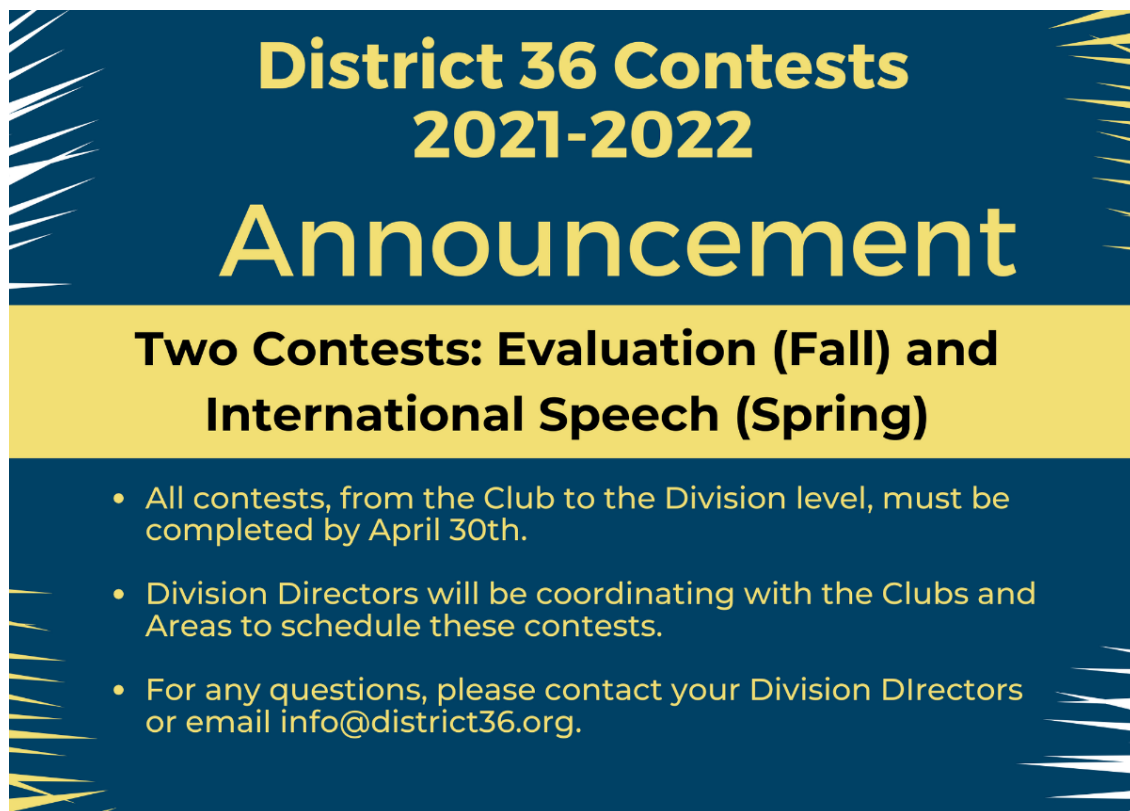 District 36 Contests
2021-2022
Announcement
Two Contests: Evaluation (Fall) and
International Speech (Spring)
• All contests, from the Club to the Division level, must be
completed by April 30th.
• Division Directors will be coordinating with the Clubs and
Areas to schedule these contests.
• For any questions, please contact your Division DIrectors
or email info@district36.org.